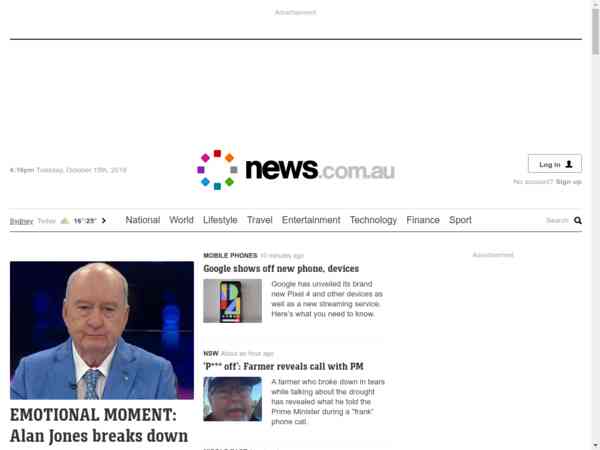 Advertisement
4:16pm Tuesday, October 15th, 2019
news.com.au
Log in
No account? Sign up
Sydney Today 16°/25°
National World Lifestyle Travel Entertainment Technology Finance Sport
Search
MOBILE PHONES 40 minutes ago
Google shows off new phone, devices
Google has unveiled its brand
new Pixel 4 and other devices as
well as a new streaming service.
Here's what you need to know.
Advertisement
NSW About an hour ago
'P*** off': Farmer reveals call with PM
A farmer who broke down in tears
while talking about the drought
has revealed what he told the
Prime Minister during a "frank"
phone call.
EMOTIONAL MOMENT:
Alan Jones breaks down